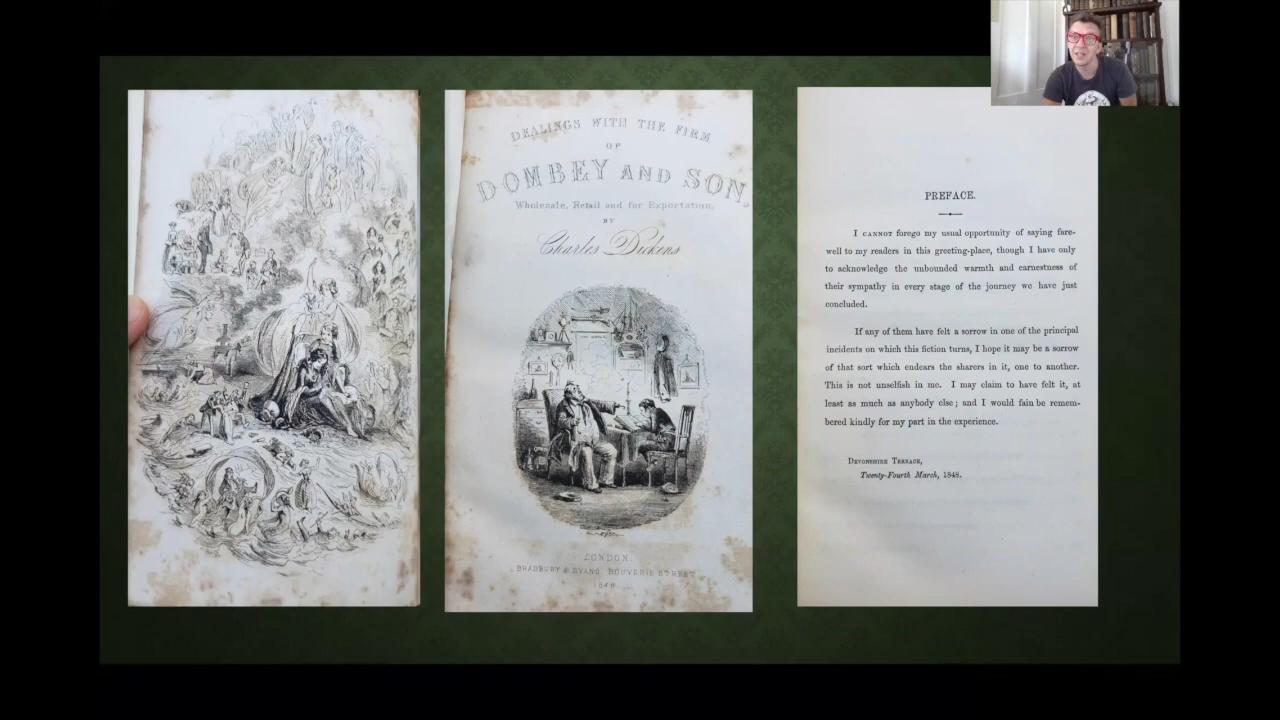 DEALINGS WITH THE FIRM
OF
DOMBEY AND SON,
Wholesale, Retail and for Exportation,
BY
Charles Dickens
LONDON
BRADBURY & EVANS, BOUVERIE STREET
1848
PREFACE.
I CANNOT forego my usual opportunity of saying fare-
well to my readers in this greeting-place, though I have only
to acknowledge the unbounded warmth and earnestness of
their sympathy in every stage of the journey we have just
concluded.
If any of them have felt a sorrow in one of the principal
incidents on which this fiction turns, I hope it may be a sorrow
of that sort which endears the sharers in it, one to another.
This is not unselfish in me. I may claim to have felt it, at
least as much as anybody else; and I would fain be remem-
bered kindly for my part in the experience.
DEVONSHIRE TERRACE,
Twenty-Fourth March, 1848.